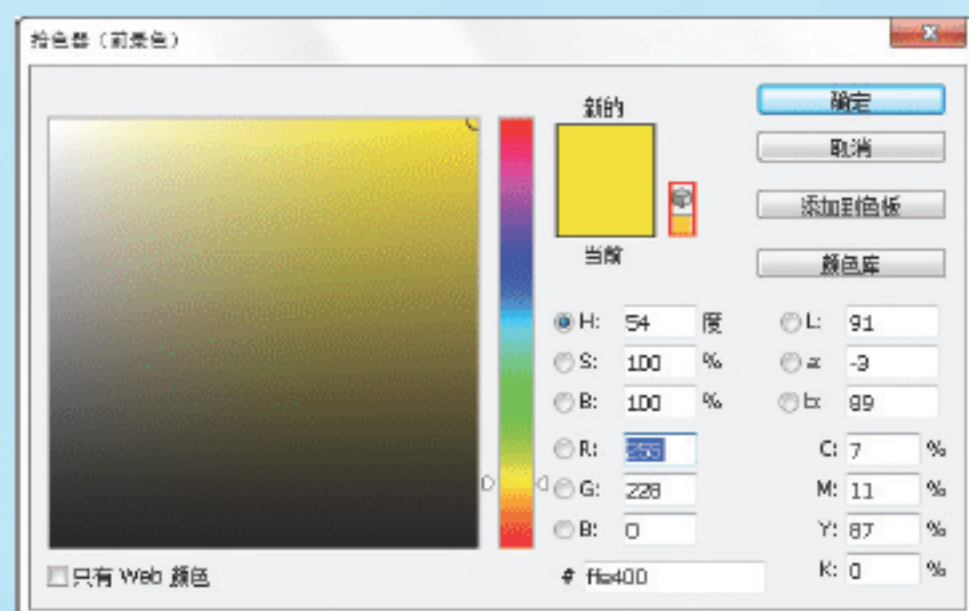 拾色器（前景色）
新的
当前
确定
取消
添加到色板
颜色库
H: 54 度
S: 100 %
B: 100 %
R: 255
G: 228
B: 0
L: 91
a: -3
b: 89
C: 7 %
M: 11 %
Y: 87 %
K: 0 %
# ffe400
只有 Web 颜色